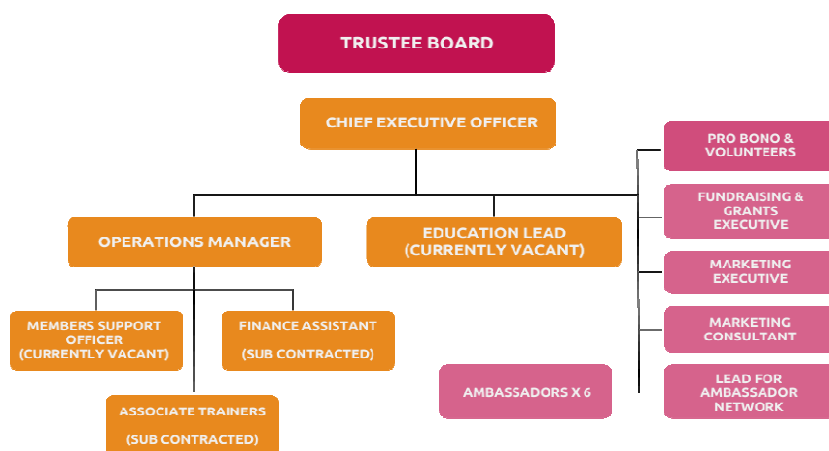 TRUSTEE BOARD
CHIEF EXECUTIVE OFFICER
PRO BONO &
VOLUNTEERS
FUNDRAISING &
GRANTS
EXECUTIVE
OPERATIONS MANAGER
EDUCATION LEAD
(CURRENTLY VACANT)
MARKETING
EXECUTIVE
MEMBERS SUPPORT
OFFICER
(CURRENTLY VACANT)
FINANCE ASSISTANT
(SUB CONTRACTED)
MARKETING
CONSULTANT
AMBASSADORS X 6
LEAD FOR
AMBASSADOR
NETWORK
ASSOCIATE TRAINERS
(SUB CONTRACTED)